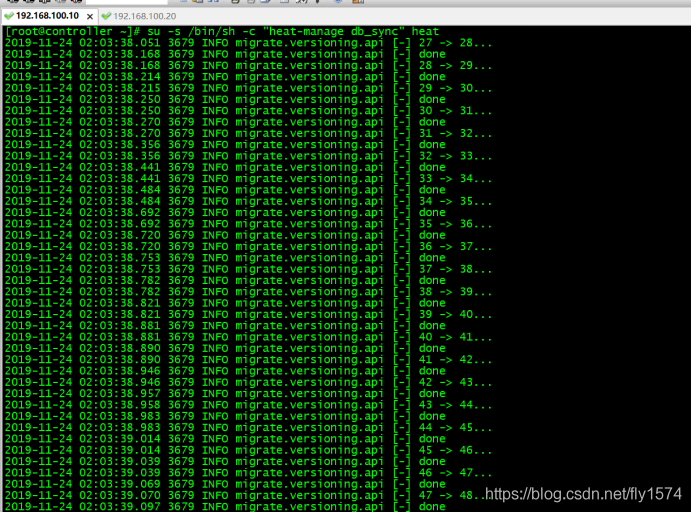 192.168.100.10 × 192.168.100.20
[root@controller ~]# su -s /bin/sh -c "heat-manage db_sync" heat
2019-11-24 02:03:38.051 3679 INFO migrate.versioning.api [-] 27 -> 28...
2019-11-24 02:03:38.168 3679 INFO migrate.versioning.api [-] done
2019-11-24 02:03:38.168 3679 INFO migrate.versioning.api [-] 28 -> 29...
2019-11-24 02:03:38.214 3679 INFO migrate.versioning.api [-] done
2019-11-24 02:03:38.215 3679 INFO migrate.versioning.api [-] 29 -> 30...
2019-11-24 02:03:38.250 3679 INFO migrate.versioning.api [-] done
2019-11-24 02:03:38.250 3679 INFO migrate.versioning.api [-] 30 -> 31...
2019-11-24 02:03:38.270 3679 INFO migrate.versioning.api [-] done
2019-11-24 02:03:38.270 3679 INFO migrate.versioning.api [-] 31 -> 32...
2019-11-24 02:03:38.356 3679 INFO migrate.versioning.api [-] done
2019-11-24 02:03:38.356 3679 INFO migrate.versioning.api [-] 32 -> 33...
2019-11-24 02:03:38.441 3679 INFO migrate.versioning.api [-] done
2019-11-24 02:03:38.441 3679 INFO migrate.versioning.api [-] 33 -> 34...
2019-11-24 02:03:38.484 3679 INFO migrate.versioning.api [-] done
2019-11-24 02:03:38.484 3679 INFO migrate.versioning.api [-] 34 -> 35...
2019-11-24 02:03:38.692 3679 INFO migrate.versioning.api [-] done
2019-11-24 02:03:38.692 3679 INFO migrate.versioning.api [-] 35 -> 36...
2019-11-24 02:03:38.720 3679 INFO migrate.versioning.api [-] done
2019-11-24 02:03:38.720 3679 INFO migrate.versioning.api [-] 36 -> 37...
2019-11-24 02:03:38.753 3679 INFO migrate.versioning.api [-] done
2019-11-24 02:03:38.753 3679 INFO migrate.versioning.api [-] 37 -> 38...
2019-11-24 02:03:38.782 3679 INFO migrate.versioning.api [-] done
2019-11-24 02:03:38.782 3679 INFO migrate.versioning.api [-] 38 -> 39...
2019-11-24 02:03:38.821 3679 INFO migrate.versioning.api [-] done
2019-11-24 02:03:38.821 3679 INFO migrate.versioning.api [-] 39 -> 40...
2019-11-24 02:03:38.881 3679 INFO migrate.versioning.api [-] done
2019-11-24 02:03:38.881 3679 INFO migrate.versioning.api [-] 40 -> 41...
2019-11-24 02:03:38.890 3679 INFO migrate.versioning.api [-] done
2019-11-24 02:03:38.890 3679 INFO migrate.versioning.api [-] 41 -> 42...
2019-11-24 02:03:38.946 3679 INFO migrate.versioning.api [-] done
2019-11-24 02:03:38.946 3679 INFO migrate.versioning.api [-] 42 -> 43...
2019-11-24 02:03:38.957 3679 INFO migrate.versioning.api [-] done
2019-11-24 02:03:38.958 3679 INFO migrate.versioning.api [-] 43 -> 44...
2019-11-24 02:03:38.983 3679 INFO migrate.versioning.api [-] done
2019-11-24 02:03:38.983 3679 INFO migrate.versioning.api [-] 44 -> 45...
2019-11-24 02:03:39.014 3679 INFO migrate.versioning.api [-] done
2019-11-24 02:03:39.014 3679 INFO migrate.versioning.api [-] 45 -> 46...
2019-11-24 02:03:39.039 3679 INFO migrate.versioning.api [-] done
2019-11-24 02:03:39.039 3679 INFO migrate.versioning.api [-] 46 -> 47...
2019-11-24 02:03:39.069 3679 INFO migrate.versioning.api [-] done
2019-11-24 02:03:39.070 3679 INFO migrate.versioning.api [-] 47 -> 48...
https://blog.csdn.net/fly1574
2019-11-24 02:03:39.097 3679 INFO migrate.versioning.api [-] done